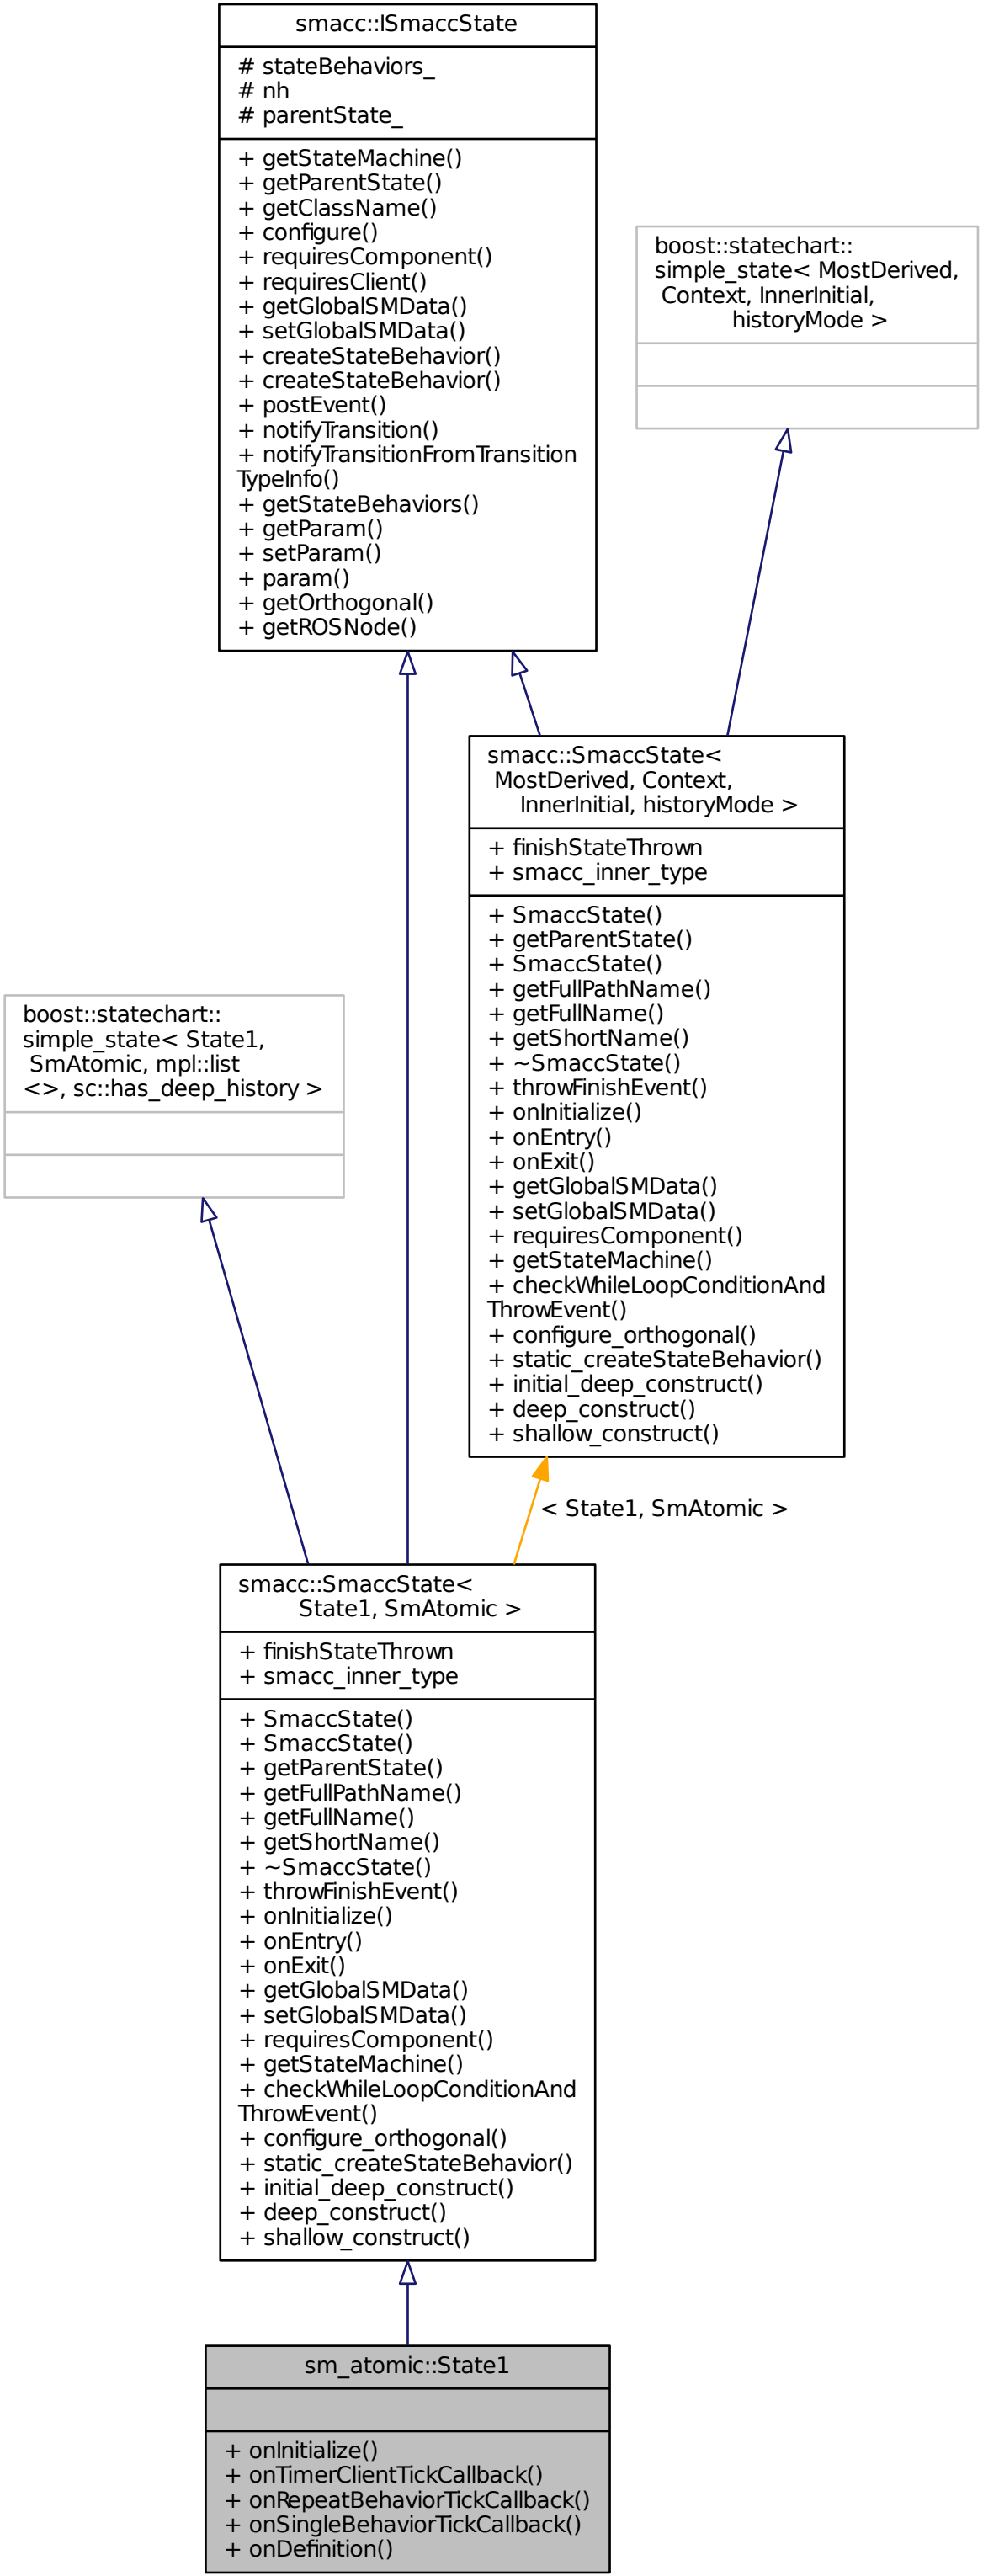 smacc::ISmaccState
# stateBehaviors_
# nh
# parentState_
+ getStateMachine()
+ getParentState()
+ getClassName()
+ configure()
+ requiresComponent()
+ requiresClient()
+ getGlobalSMData()
+ setGlobalSMData()
+ createStateBehavior()
+ createStateBehavior()
+ postEvent()
+ notifyTransition()
+ notifyTransitionFromTransition
TypeInfo()
+ getStateBehaviors()
+ getParam()
+ setParam()
+ param()
+ getOrthogonal()
+ getROSNode()
boost::statechart::
simple_state< MostDerived,
Context, InnerInitial,
historyMode >
smacc::SmaccState<
MostDerived, Context,
InnerInitial, historyMode >
+ finishStateThrown
+ smacc_inner_type
+ SmaccState()
+ getParentState()
+ SmaccState()
+ getFullPathName()
+ getFullName()
+ getShortName()
+ ~SmaccState()
+ throwFinishEvent()
+ onInitialize()
+ onEntry()
+ onExit()
+ getGlobalSMData()
+ setGlobalSMData()
+ requiresComponent()
+ getStateMachine()
+ checkWhileLoopConditionAnd
ThrowEvent()
+ configure_orthogonal()
+ static_createStateBehavior()
+ initial_deep_construct()
+ deep_construct()
+ shallow_construct()
boost::statechart::
simple_state< State1,
SmAtomic, mpl::list
<>, sc::has_deep_history >
< State1, SmAtomic >
smacc::SmaccState<
State1, SmAtomic >
+ finishStateThrown
+ smacc_inner_type
+ SmaccState()
+ SmaccState()
+ getParentState()
+ getFullPathName()
+ getFullName()
+ getShortName()
+ ~SmaccState()
+ throwFinishEvent()
+ onInitialize()
+ onEntry()
+ onExit()
+ getGlobalSMData()
+ setGlobalSMData()
+ requiresComponent()
+ getStateMachine()
+ checkWhileLoopConditionAnd
ThrowEvent()
+ configure_orthogonal()
+ static_createStateBehavior()
+ initial_deep_construct()
+ deep_construct()
+ shallow_construct()
sm_atomic::State1
+ onInitialize()
+ onTimerClientTickCallback()
+ onRepeatBehaviorTickCallback()
+ onSingleBehaviorTickCallback()
+ onDefinition()